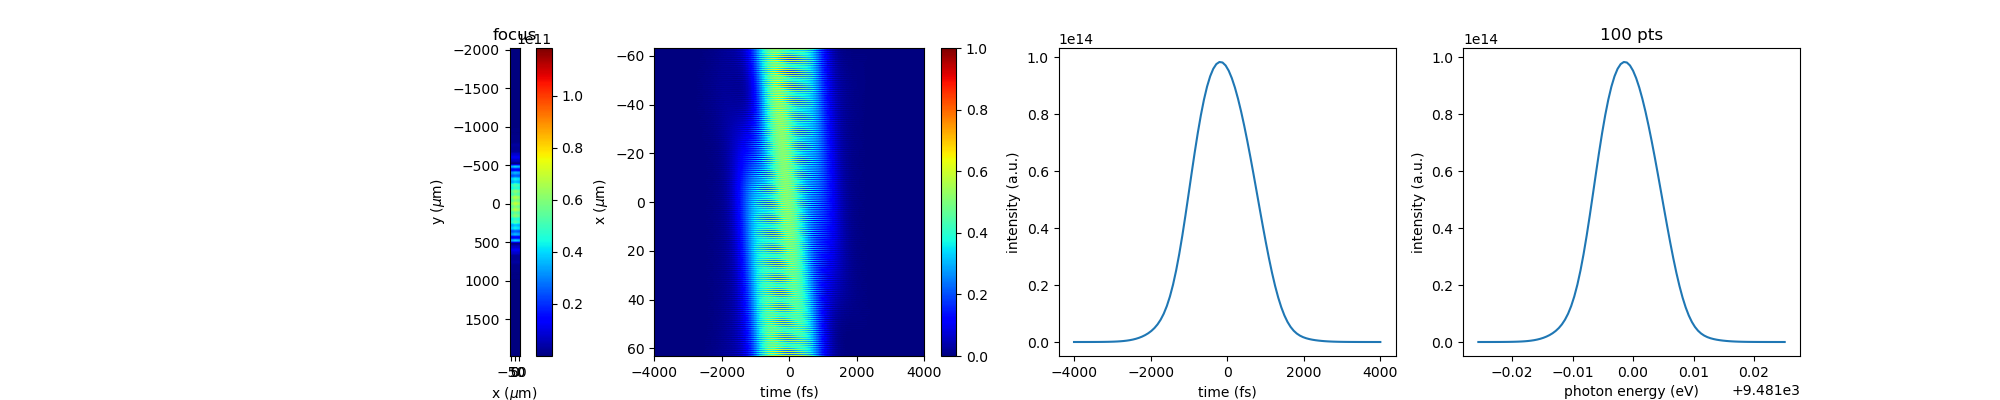 focus
1e11
−2000
−1500
−1000
−500
0
500
1000
1500
y (μm)
x (μm)
1.0
0.8
0.6
0.4
0.2
−60
−40
−20
0
20
40
60
x (μm)
−4000 −2000 0 2000 4000
time (fs)
1.0
0.8
0.6
0.4
0.2
0.0
1e14
1.0
0.8
0.6
0.4
0.2
0.0
intensity (a.u.)
−4000 −2000 0 2000 4000
time (fs)
100 pts
1e14
1.0
0.8
0.6
0.4
0.2
0.0
intensity (a.u.)
−0.02 −0.01 0.00 0.01 0.02
photon energy (eV)
+9.481e3